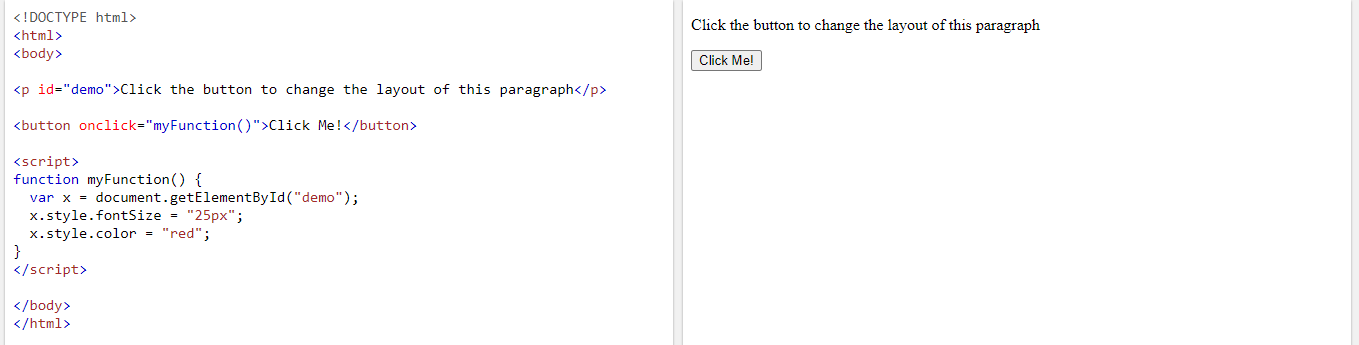 <!DOCTYPE html>
<html>
<body>

<p id="demo">Click the button to change the layout of this paragraph</p>

<button onclick="myFunction()">Click Me!</button>

<script>
function myFunction() {
  var x = document.getElementById("demo");
  x.style.fontSize = "25px";
  x.style.color = "red";
}
</script>

</body>
</html>
Click the button to change the layout of this paragraph
Click Me!